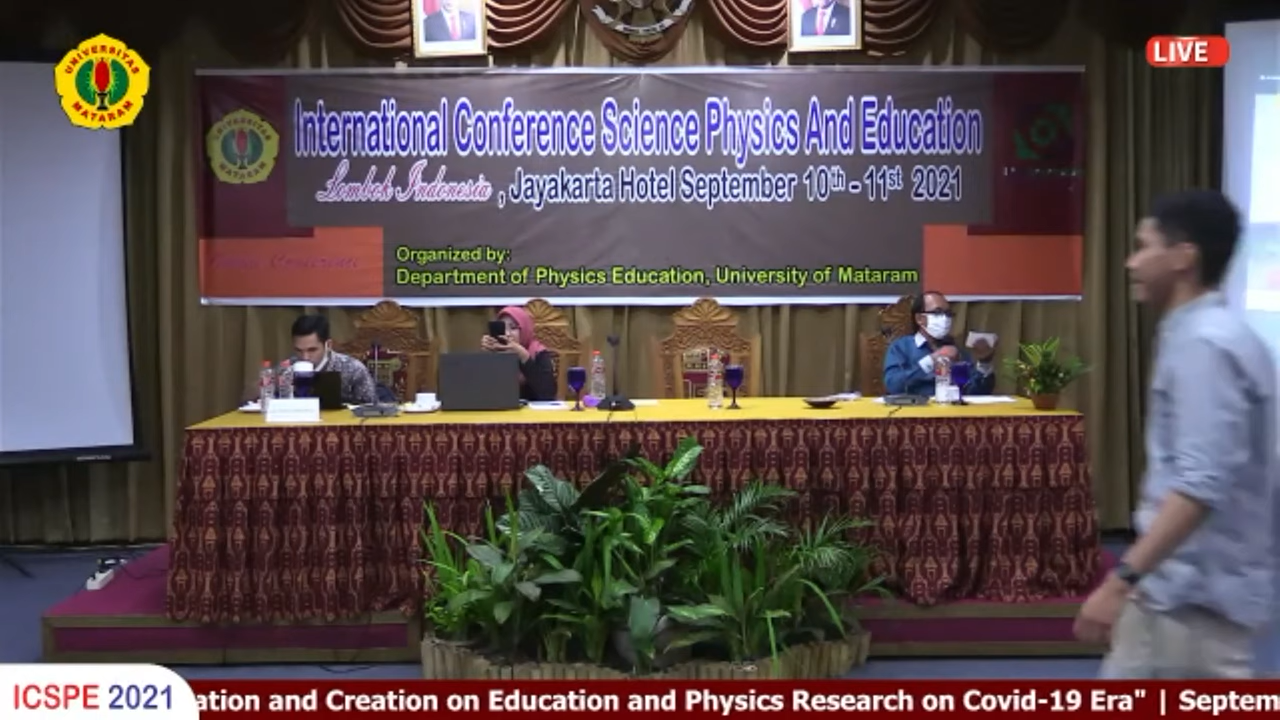 UNIVERSITAS
MATARAM
LIVE
UNIVERSITAS
MATARAM
International Conference Science Physics And Education
Lombok Indonesia, Jayakarta Hotel September 10th - 11st 2021
Organized by:
Department of Physics Education, University of Mataram
ICSPE 2021
ation and Creation on Education and Physics Research on Covid-19 Era" | Septem